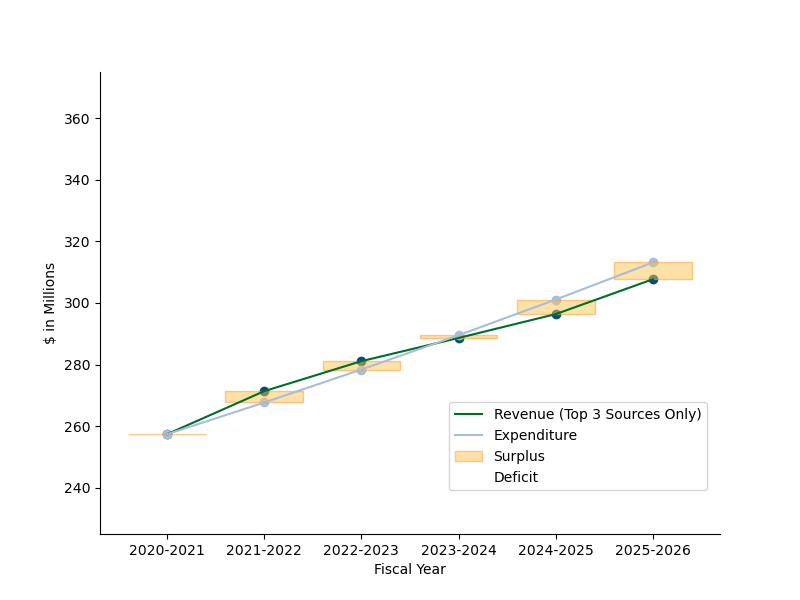 360
340
320
300
280
260
240
$ in Millions
Revenue (Top 3 Sources Only)
Expenditure
Surplus
Deficit
2020-2021 2021-2022 2022-2023 2023-2024 2024-2025 2025-2026
Fiscal Year